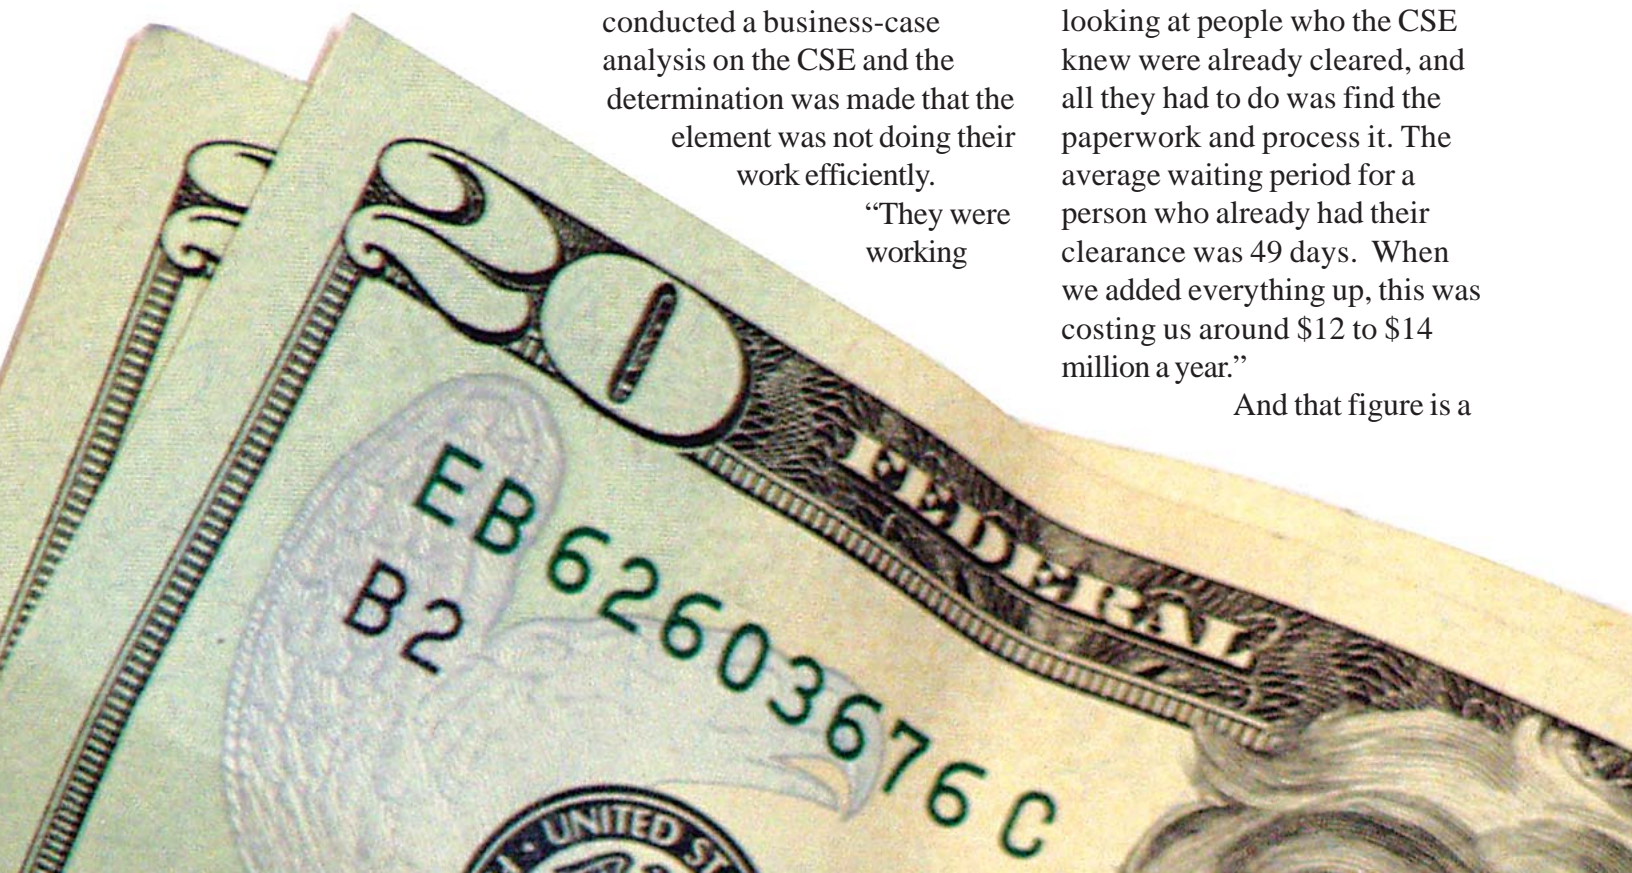 conducted a business-case
analysis on the CSE and the
determination was made that the
element was not doing their
work efficiently.
“They were
working
looking at people who the CSE
knew were already cleared, and
all they had to do was find the
paperwork and process it. The
average waiting period for a
person who already had their
clearance was 49 days.  When
we added everything up, this was
costing us around $12 to $14
million a year.”
And that figure is a
20
FEDERAL
EB 62603676 C
B2
UNITED ST